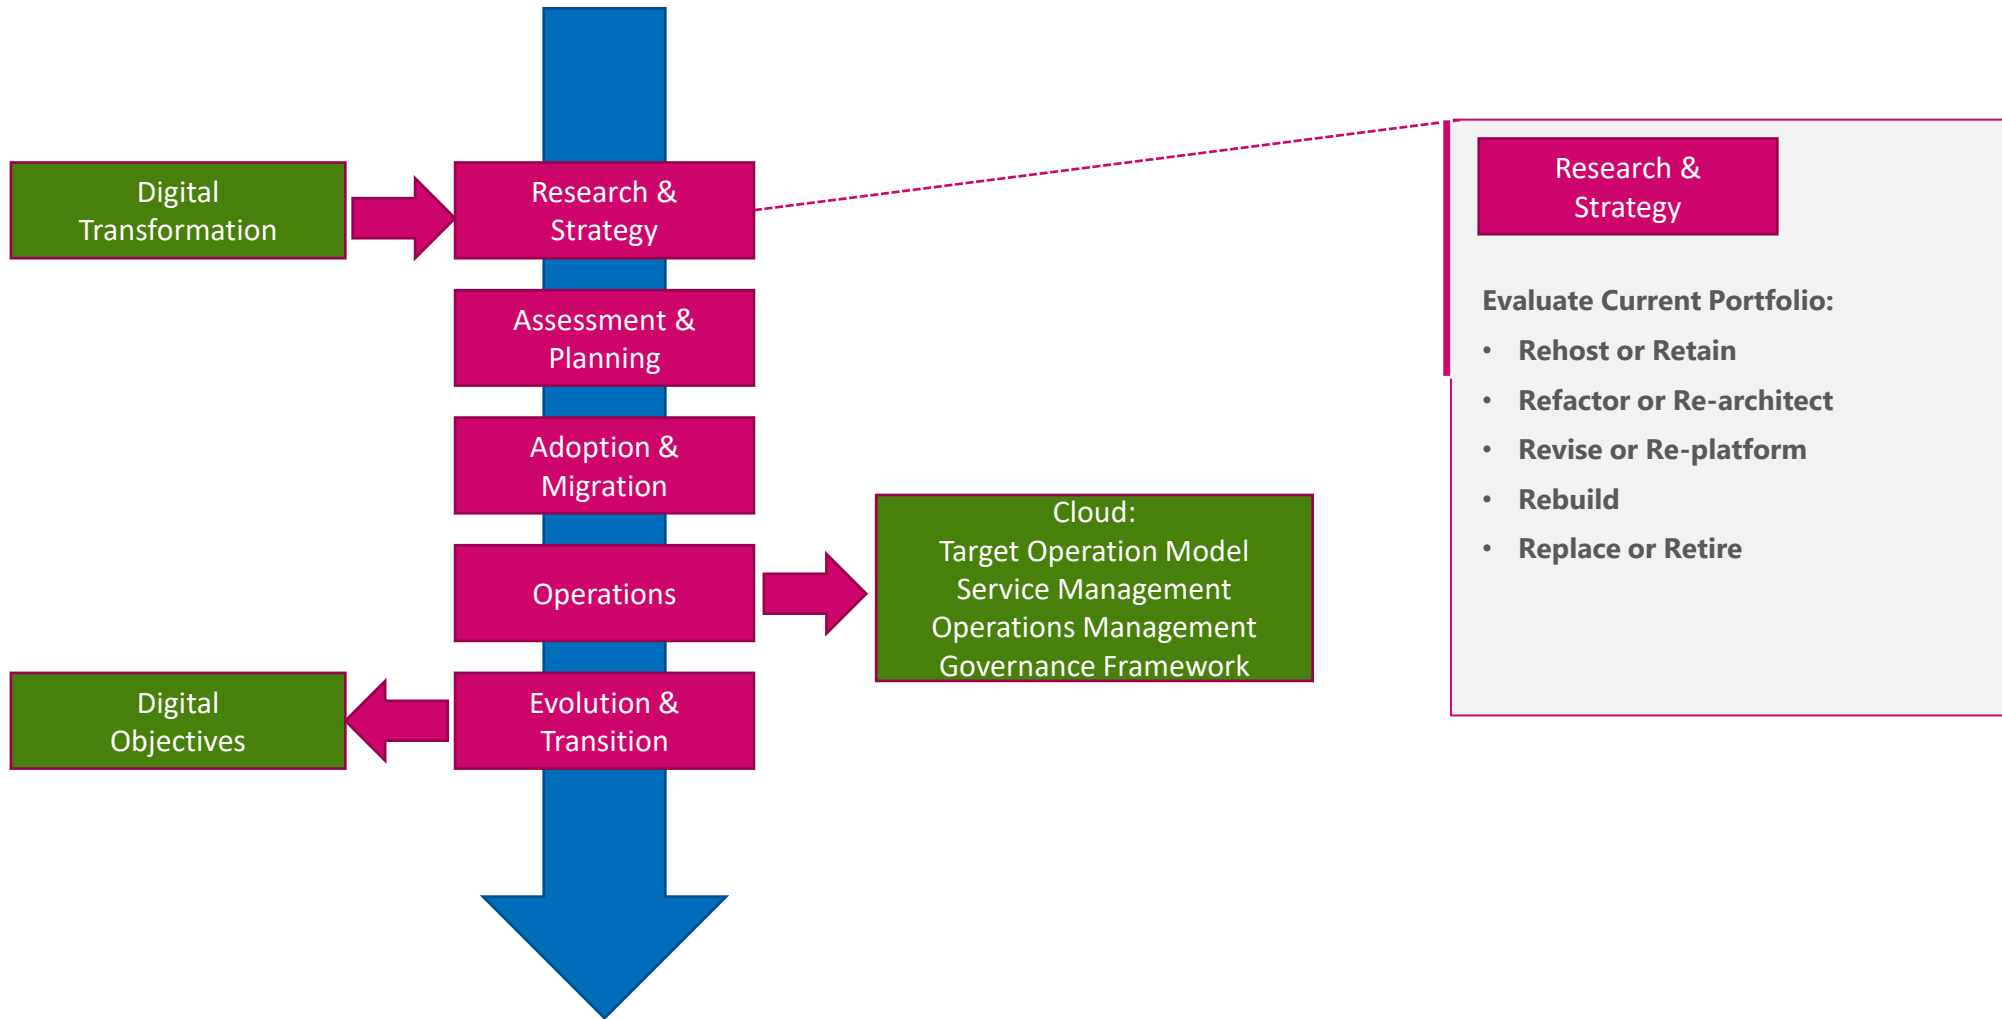 Digital
Transformation
Research &
Strategy
Assessment &
Planning
Adoption &
Migration
Operations
Cloud:
Target Operation Model
Service Management
Operations Management
Governance Framework
Digital
Objectives
Evolution &
Transition
Research &
Strategy
Evaluate Current Portfolio:
• Rehost or Retain
• Refactor or Re-architect
• Revise or Re-platform
• Rebuild
• Replace or Retire